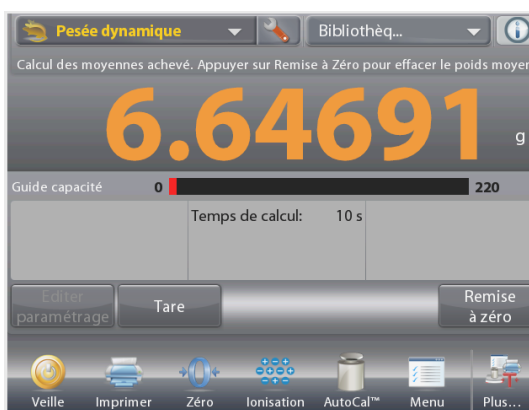 Pesée dynamique Bibliothèq...
Calcul des moyennes achevé. Appuyer sur Remise à Zéro pour effacer le poids moyen
6.64691 g
Guide capacité 0 220
Temps de calcul: 10 s
Editer paramétrage
Tare
Remise à zéro
Veille Imprimer Zéro Ionisation AutoCal™ Menu Plus...